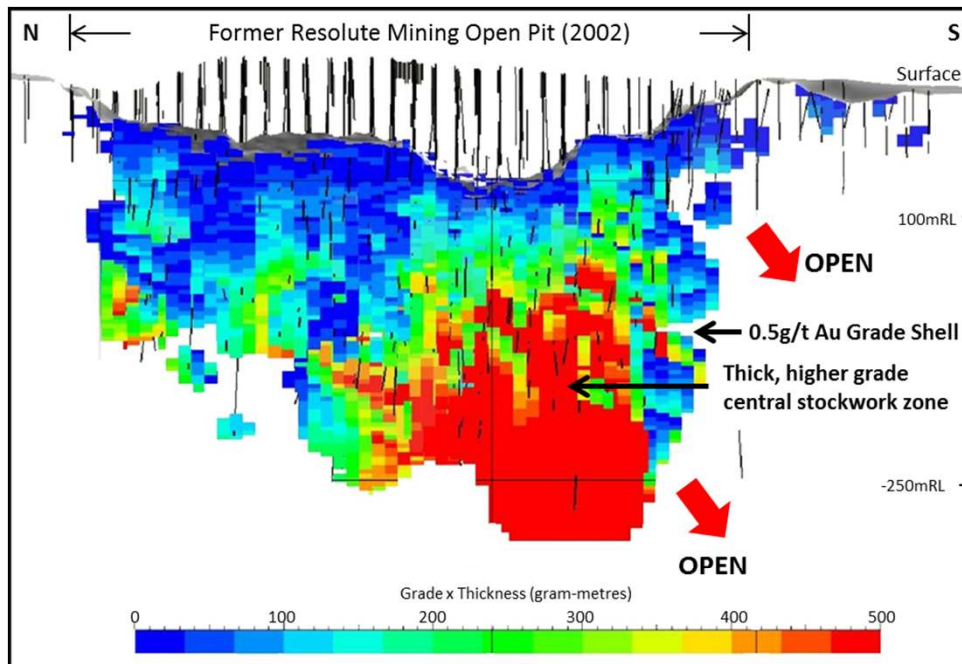 N
Former Resolute Mining Open Pit (2002)
S
Surface
100mRL
OPEN
0.5g/t Au Grade Shell
Thick, higher grade
central stockwork zone
-250mRL
OPEN
Grade x Thickness (gram-metres)
0 100 200 300 400 500